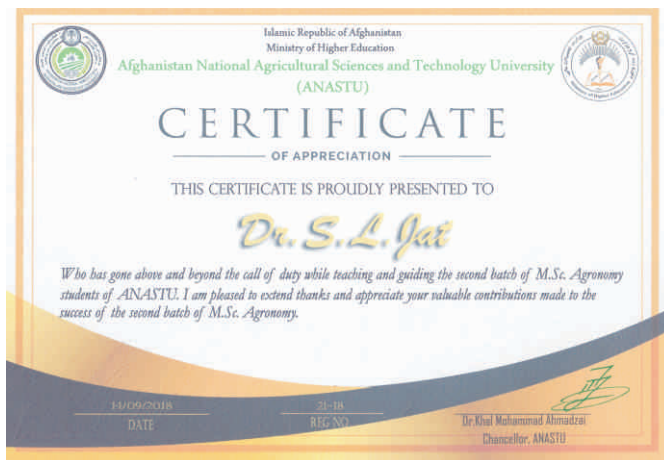 Islamic Republic of Afghanistan
Ministry of Higher Education
Afghanistan National Agricultural Sciences and Technology University
(ANASTU)
CERTIFICATE
OF APPRECIATION
THIS CERTIFICATE IS PROUDLY PRESENTED TO
Dr. S. L. Jat
Who has gone above and beyond the call of duty while teaching and guiding the second batch of M.Sc. Agronomy
students of ANASTU. I am pleased to extend thanks and appreciate your valuable contributions made to the
success of the second batch of M.Sc. Agronomy.
14/09/2018
DATE
21-18
REG NO
Dr.Khal Mohammad Ahmadzai
Chancellor, ANASTU